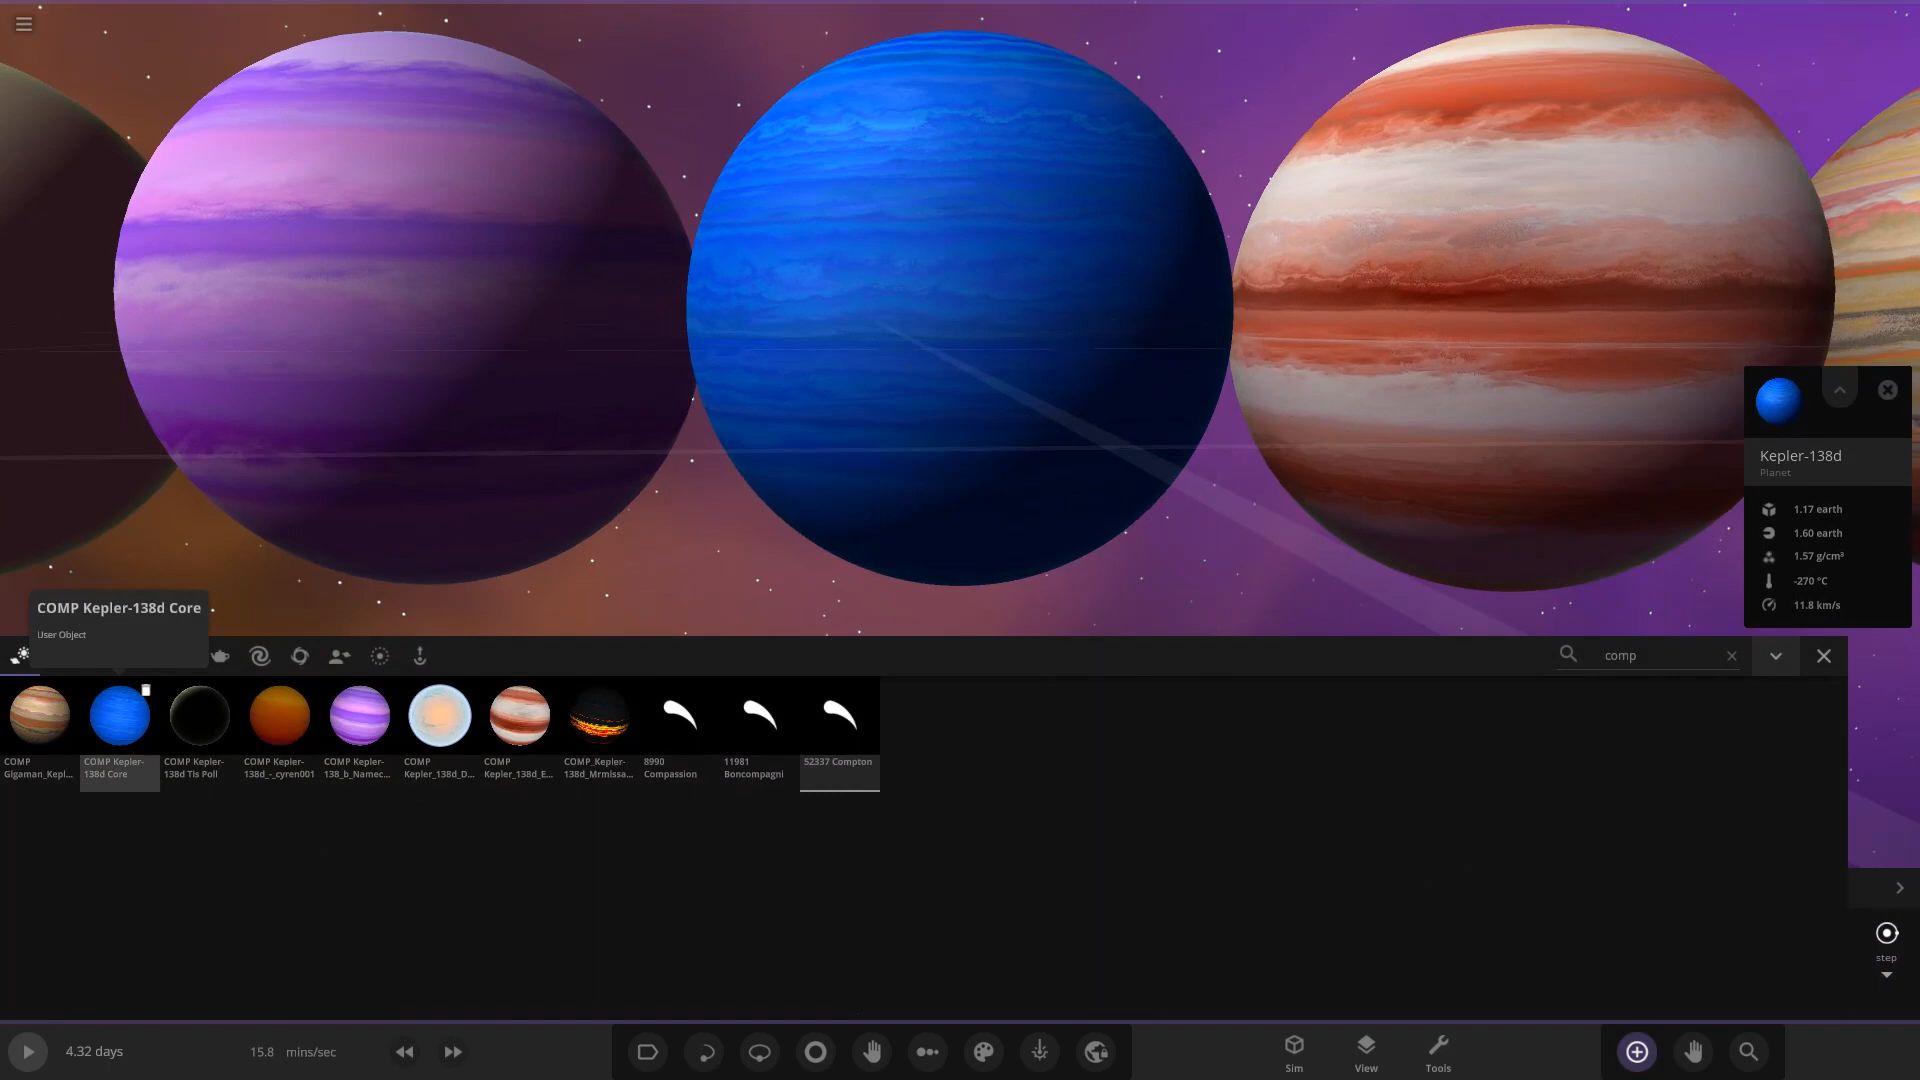 Kepler-138d
Planet
1.17 earth
1.60 earth
1.57 g/cm³
-270 °C
11.8 km/s
COMP Kepler-138d Core
User Object
comp
COMP
Glgaman_Kepl...
COMP Kepler-
138d Core
COMP Kepler-
138d Tls Poll
COMP Kepler-
138d_-_cyren001
COMP Kepler-
138_b_Namec...
COMP
Kepler_138d_D...
COMP
Kepler_138d_E...
COMP_Kepler-
138d_Mrmissa...
8990
Compassion
11981
Boncompagni
52337 Compton
step
4.32 days
15.8 mins/sec
Sim
View
Tools